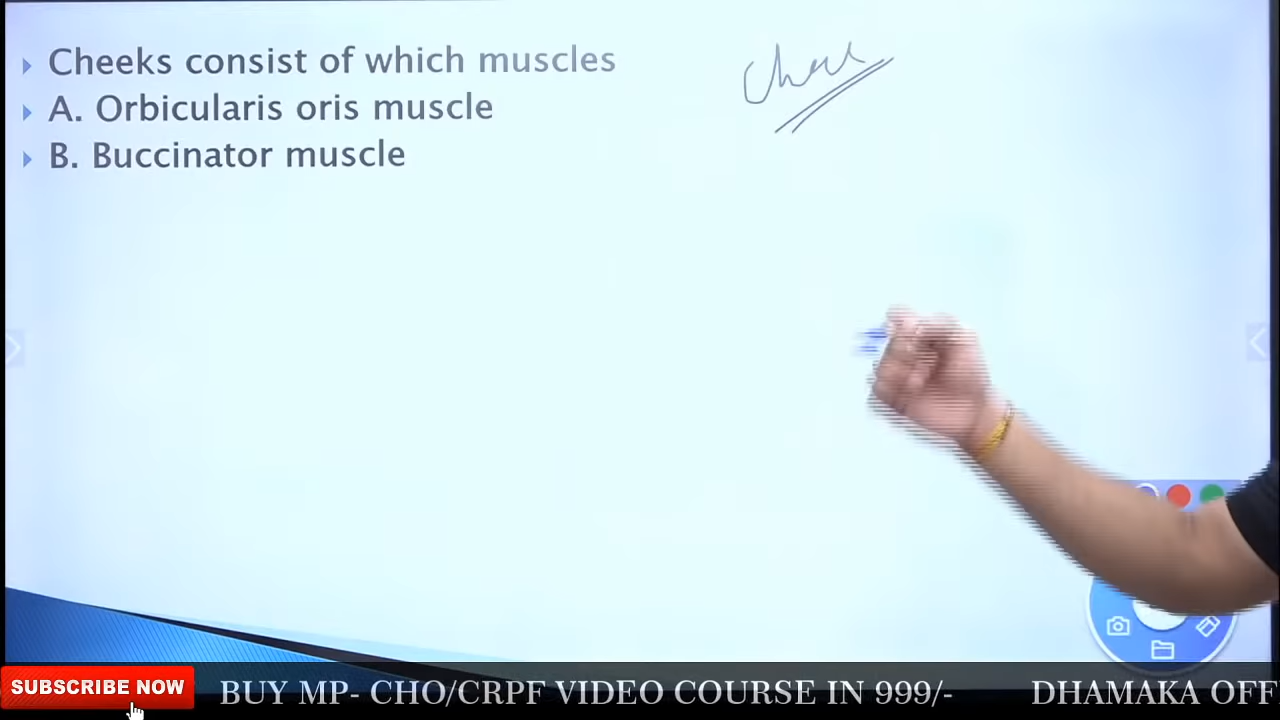 Cheeks consist of which muscles
A. Orbicularis oris muscle
B. Buccinator muscle
SUBSCRIBE NOW
BUY MP- CHO/CRPF VIDEO COURSE IN 999/-
DHAMAKA OFF